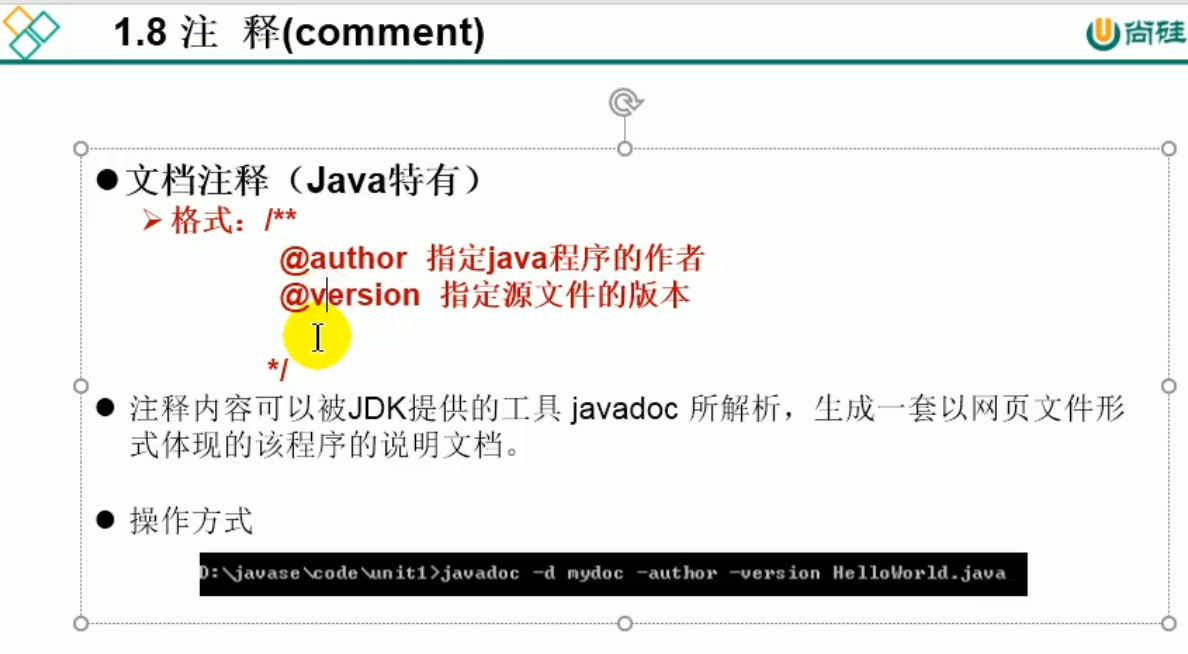 1.8 注 释(comment)
尚硅
文档注释（Java特有）
格式：/**
@author 指定java程序的作者
@version 指定源文件的版本
*/
注释内容可以被JDK提供的工具 javadoc 所解析，生成一套以网页文件形
式体现的该程序的说明文档。
操作方式
D:\javase\code\unit1>javadoc -d mydoc -author -version HelloWorld.java